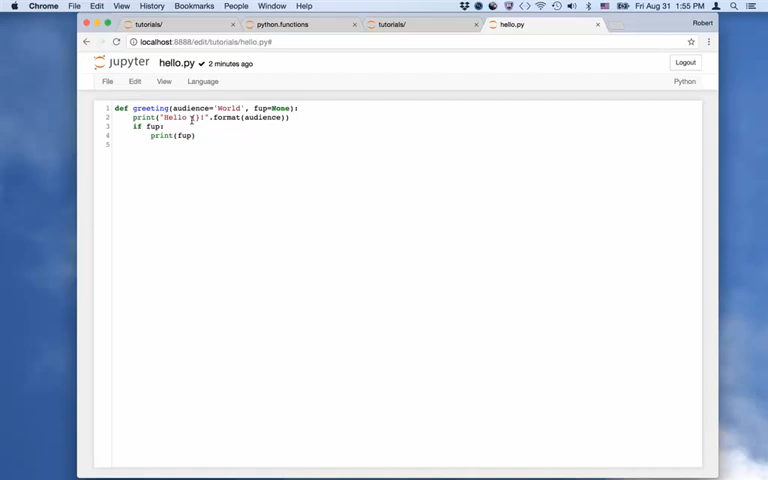 Chrome File Edit View History Bookmarks People Window Help Fri Aug 31 1:55 PM
tutorials/ python.functions tutorials/ hello.py Robert
localhost:8888/edit/tutorials/hello.py#
jupyter hello.py 2 minutes ago Logout
File Edit View Language Python
1 def greeting(audience='World', fup=None):
2 print("Hello {}!".format(audience))
3 if fup:
4 print(fup)
5